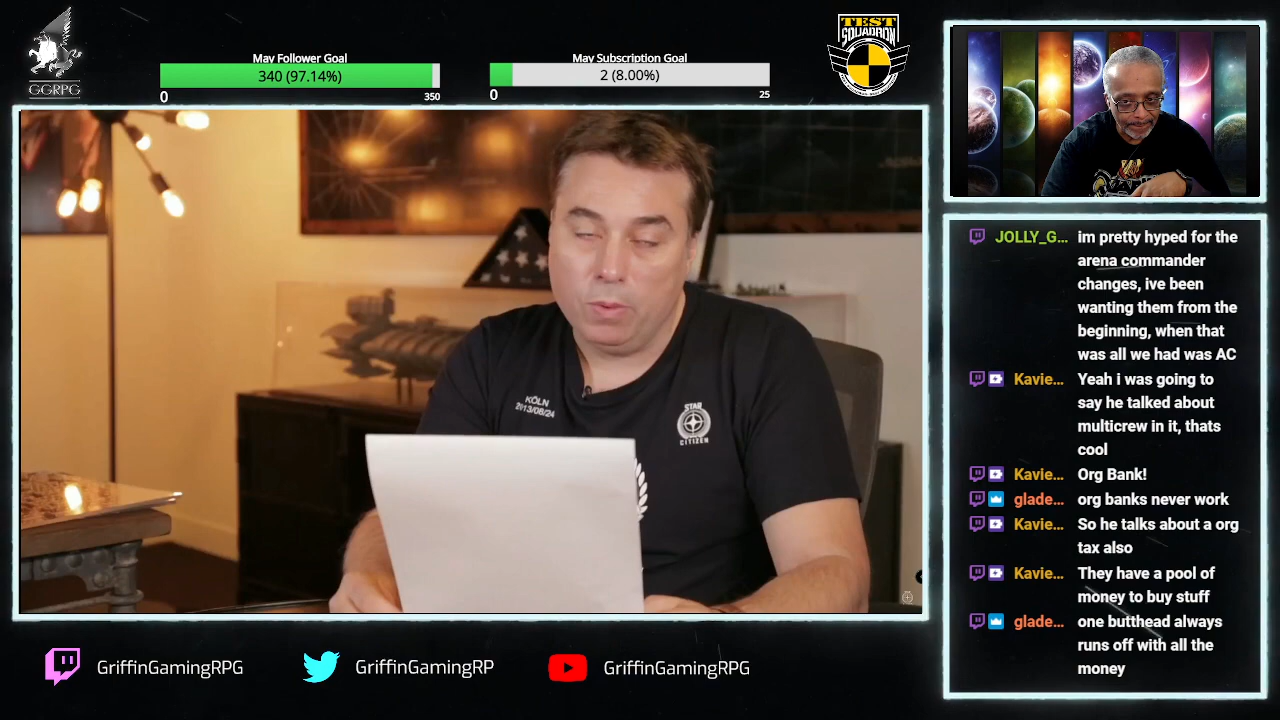 GGRPG
May Follower Goal
340 (97.14%)
0
350
May Subscription Goal
2 (8.00%)
0
25
TEST
SQUADRON
KÖLN
2013/08/24
STAR
CITIZEN
JOLLY_G... im pretty hyped for the
arena commander
changes, ive been
wanting them from the
beginning, when that
was all we had was AC
Kavie... Yeah i was going to
say he talked about
multicrew in it, thats
cool
Kavie... Org Bank!
glade... org banks never work
Kavie... So he talks about a org
tax also
Kavie... They have a pool of
money to buy stuff
glade... one butthead always
runs off with all the
money
GriffinGamingRPG
GriffinGamingRP
GriffinGamingRPG